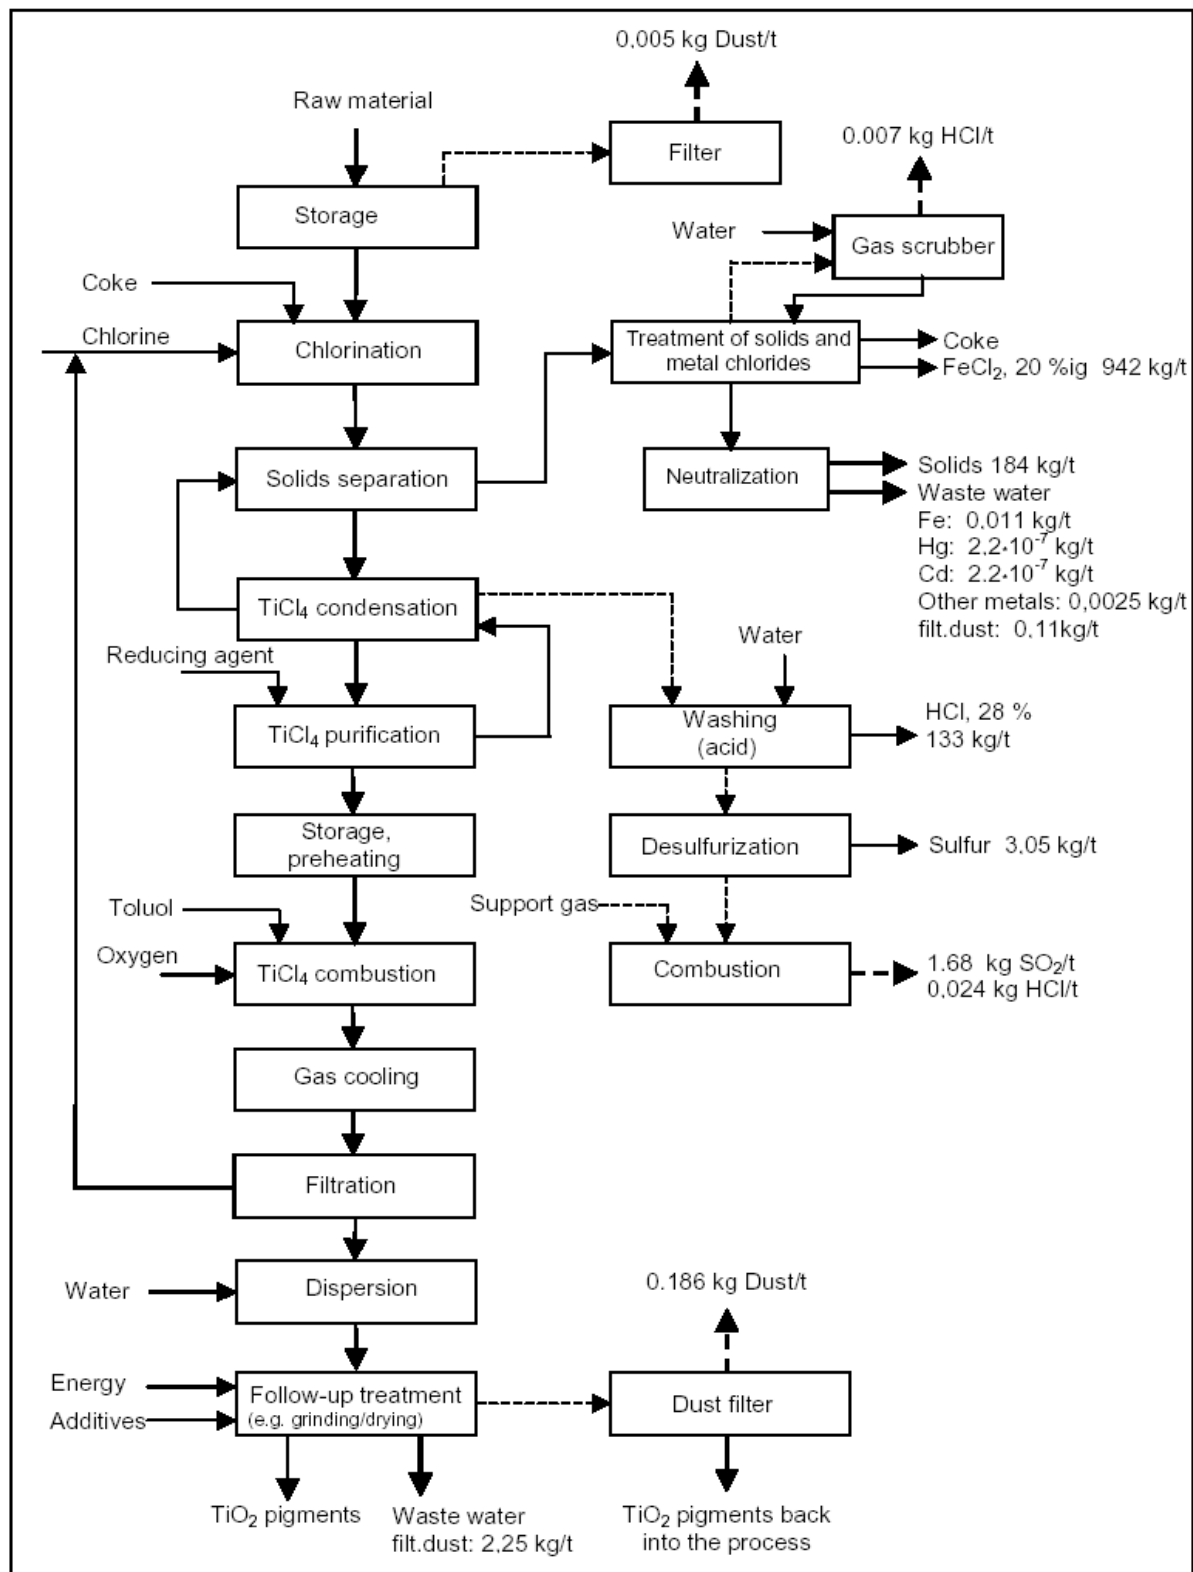 0,005 kg Dust/t
Raw material
Filter
0.007 kg HCl/t
Storage
Water
Gas scrubber
Coke
Chlorine
Chlorination
Treatment of solids and
metal chlorides
Coke
FeCl₂, 20 %ig 942 kg/t
Solids separation
Neutralization
Solids 184 kg/t
Waste water
Fe: 0,011 kg/t
Hg: 2,2·10⁻⁷ kg/t
Cd: 2.2·10⁻⁷ kg/t
Other metals: 0,0025 kg/t
filt.dust: 0,11kg/t
TiCl₄ condensation
Water
Reducing agent
TiCl₄ purification
Washing
(acid)
HCl, 28 %
133 kg/t
Storage,
preheating
Desulfurization
Sulfur 3,05 kg/t
Toluol
Support gas
Oxygen
TiCl₄ combustion
Combustion
1.68 kg SO₂/t
0,024 kg HCl/t
Gas cooling
Filtration
Water
Dispersion
0.186 kg Dust/t
Energy
Additives
Follow-up treatment
(e.g. grinding/drying)
Dust filter
TiO₂ pigments
Waste water
filt.dust: 2,25 kg/t
TiO₂ pigments back
into the process